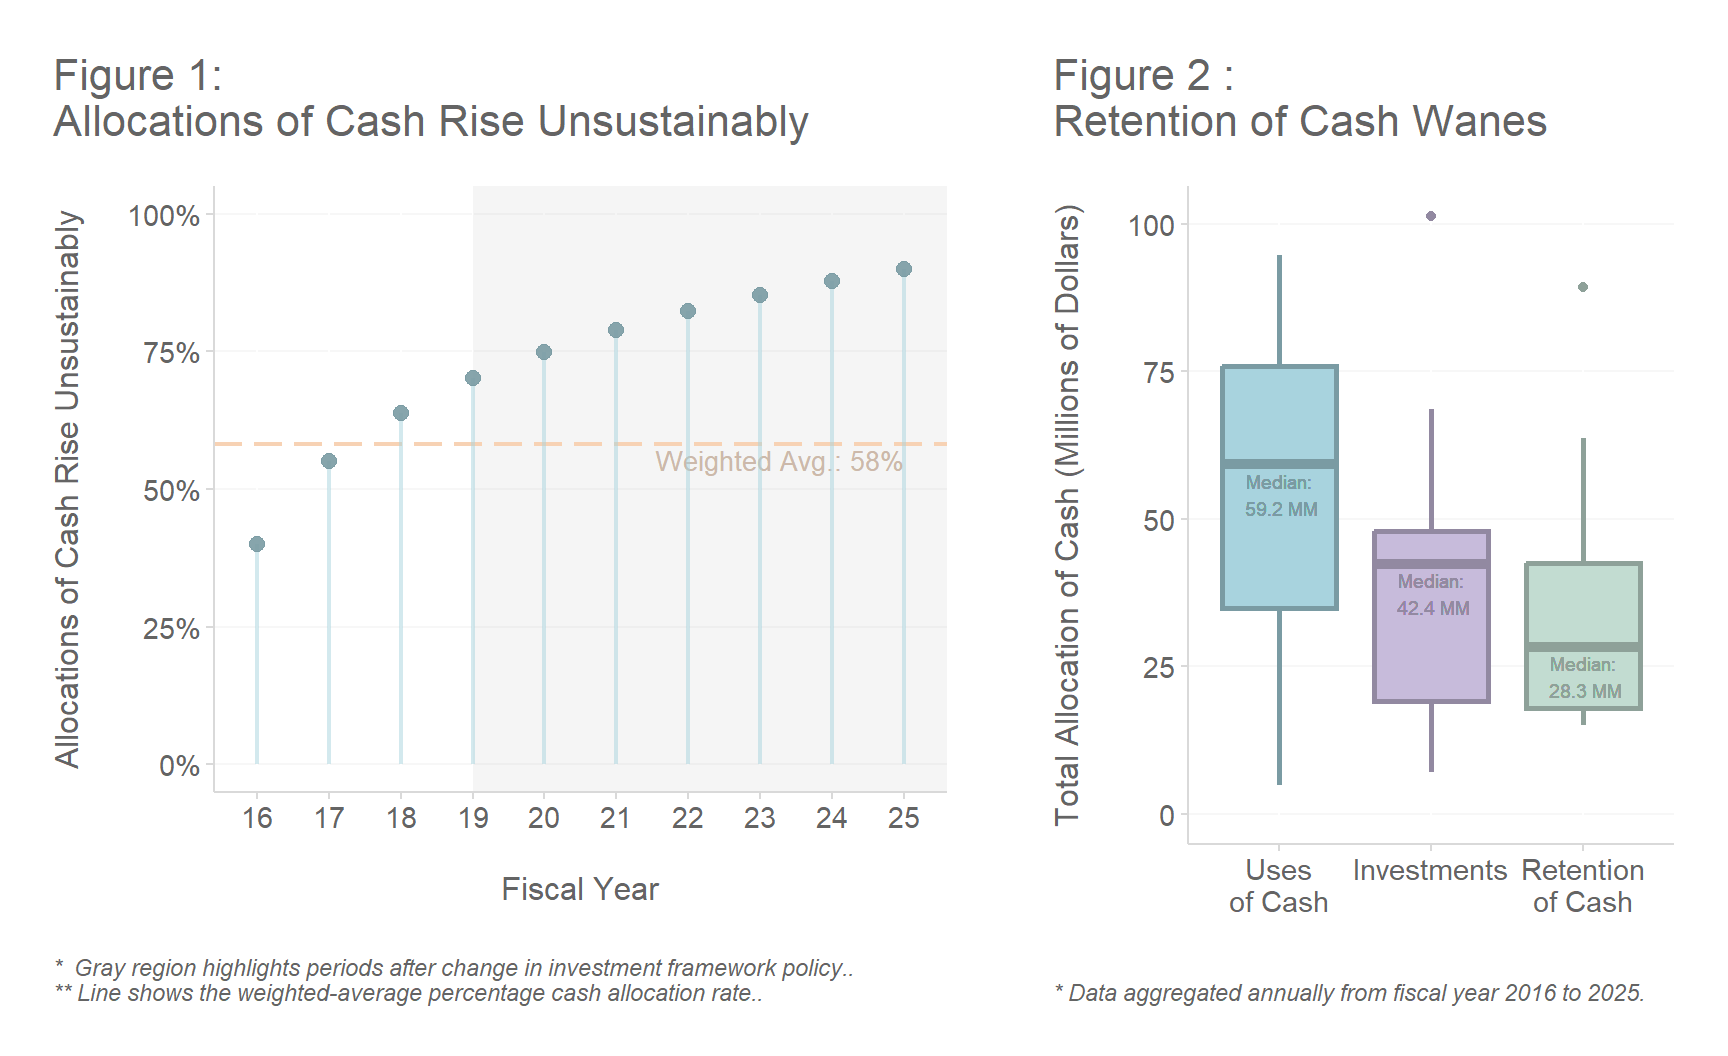 Figure 1:
Allocations of Cash Rise Unsustainably
Allocations of Cash Rise Unsustainably
100%
75%
50%
25%
0%
Weighted Avg.: 58%
16 17 18 19 20 21 22 23 24 25
Fiscal Year
* Gray region highlights periods after change in investment framework policy..
** Line shows the weighted-average percentage cash allocation rate..
Figure 2 :
Retention of Cash Wanes
Total Allocation of Cash (Millions of Dollars)
100
75
50
25
0
Median:
59.2 MM
Median:
42.4 MM
Median:
28.3 MM
Uses
of Cash
Investments
Retention
of Cash
* Data aggregated annually from fiscal year 2016 to 2025.